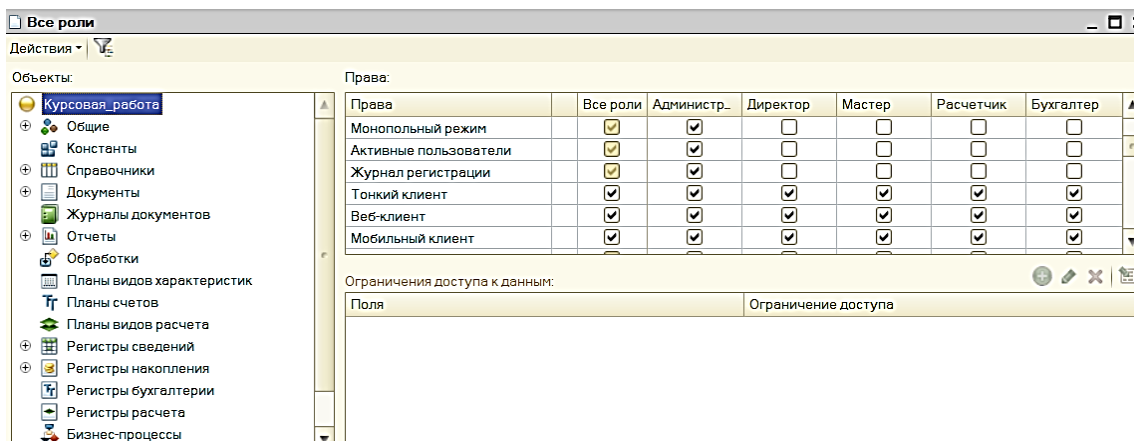 Все роли
Действия
Объекты:
Права:
Курсовая_работа
Общие
Константы
Справочники
Документы
Журналы документов
Отчеты
Обработки
Планы видов характеристик
Планы счетов
Планы видов расчета
Регистры сведений
Регистры накопления
Регистры бухгалтерии
Регистры расчета
Бизнес-процессы
Права Все роли Администр... Директор Мастер Расчетчик Бухгалтер
Монопольный режим
Активные пользователи
Журнал регистрации
Тонкий клиент
Веб-клиент
Мобильный клиент
Ограничения доступа к данным:
Поля Ограничение доступа